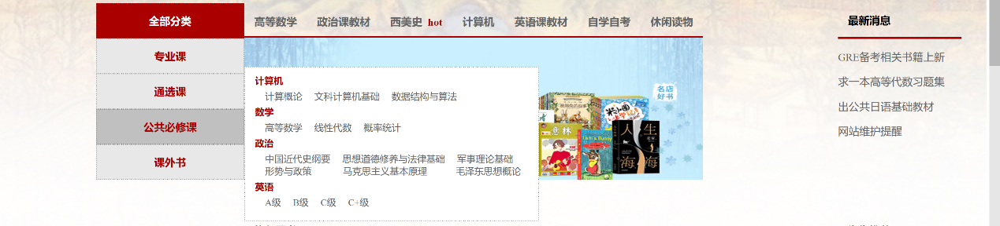 全部分类
高等数学 政治课教材 西美史 hot 计算机 英语课教材 自学自考 休闲读物
专业课
通选课
公共必修课
课外书
计算机
计算机概论 文科计算机基础 数据结构与算法
数学
高等数学 线性代数 概率统计
政治
中国近代史纲要 思想道德修养与法律基础 军事理论基础
形势与政策 马克思主义基本原理 毛泽东思想概论
英语
A级 B级 C级 C+级
名店
好书
意林
I am a Bunny
人生
海海
最新消息
GRE备考相关书籍上新
求一本高等代数习题集
出公共日语基础教材
网站维护提醒